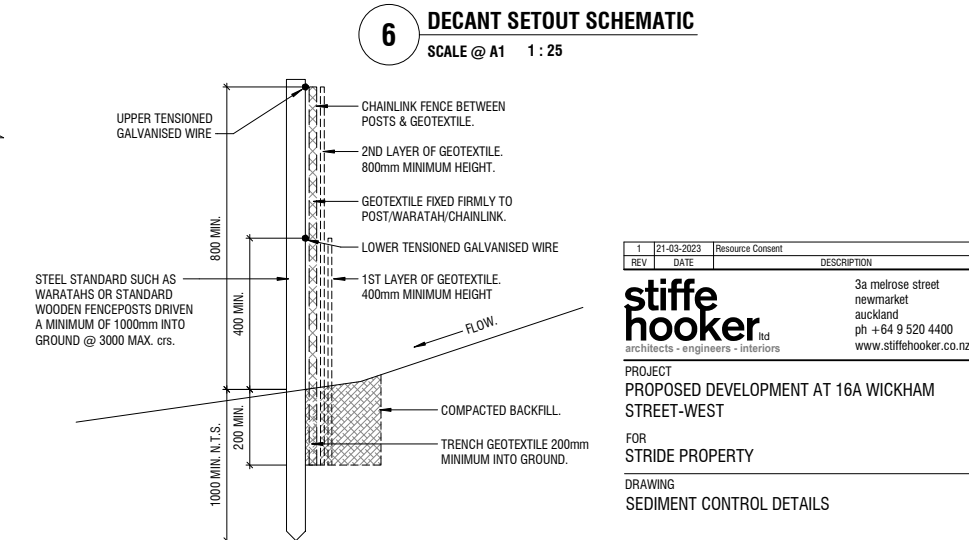 6
DECANT SETOUT SCHEMATIC
SCALE @ A1 1 : 25
UPPER TENSIONED
GALVANISED WIRE
CHAINLINK FENCE BETWEEN
POSTS & GEOTEXTILE.
2ND LAYER OF GEOTEXTILE.
800mm MINIMUM HEIGHT.
GEOTEXTILE FIXED FIRMLY TO
POST/WARATAH/CHAINLINK.
800 MIN.
LOWER TENSIONED GALVANISED WIRE
STEEL STANDARD SUCH AS
WARATAHS OR STANDARD
WOODEN FENCEPOSTS DRIVEN
A MINIMUM OF 1000mm INTO
GROUND @ 3000 MAX. crs.
1ST LAYER OF GEOTEXTILE.
400mm MINIMUM HEIGHT
400 MIN.
FLOW.
COMPACTED BACKFILL.
200 MIN.
TRENCH GEOTEXTILE 200mm
MINIMUM INTO GROUND.
1000 MIN. N.T.S.
1 21-03-2023 Resource Consent
REV DATE DESCRIPTION
stiffe
hooker ltd
architects - engineers - interiors
3a melrose street
newmarket
auckland
ph +64 9 520 4400
www.stiffehooker.co.nz
PROJECT
PROPOSED DEVELOPMENT AT 16A WICKHAM
STREET-WEST
FOR
STRIDE PROPERTY
DRAWING
SEDIMENT CONTROL DETAILS